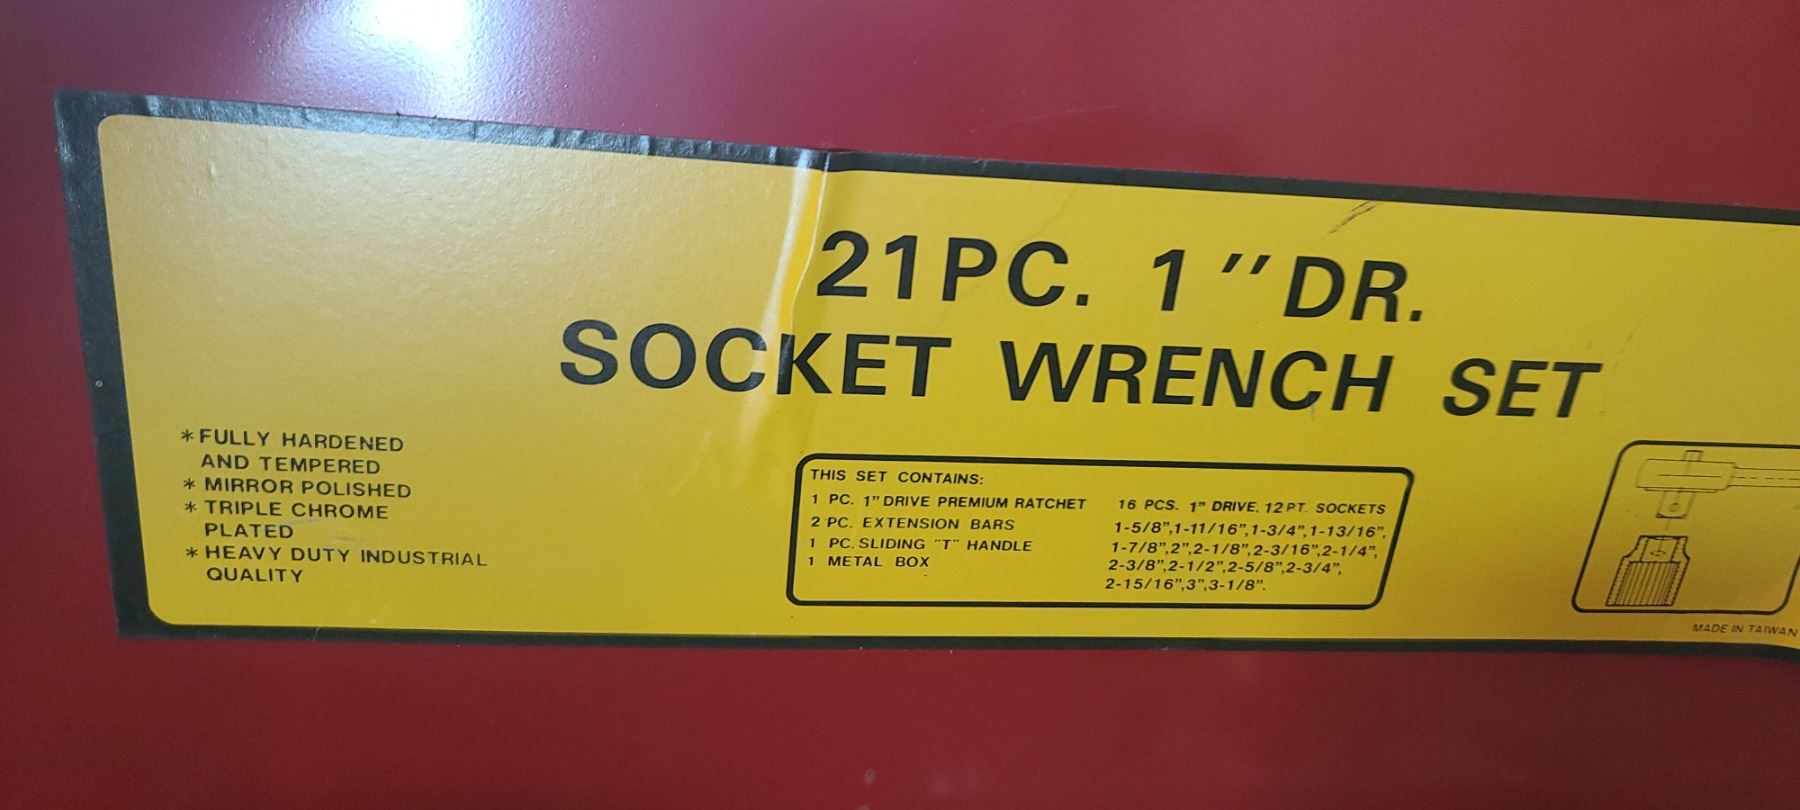 21PC. 1"DR.
SOCKET WRENCH SET
*FULLY HARDENED
AND TEMPERED
* MIRROR POLISHED
* TRIPLE CHROME
PLATED
* HEAVY DUTY INDUSTRIAL
QUALITY
THIS SET CONTAINS:
1 PC. 1" DRIVE PREMIUM RATCHET
2 PC. EXTENSION BARS
1 PC. SLIDING "T" HANDLE
1 METAL BOX
16 PCS. 1" DRIVE, 12 PT. SOCKETS
1-5/8",1-11/16",1-3/4",1-13/16",
1-7/8",2",2-1/8",2-3/16",2-1/4",
2-3/8",2-1/2",2-5/8",2-3/4",
2-15/16",3",3-1/8".
MADE IN TAIWAN